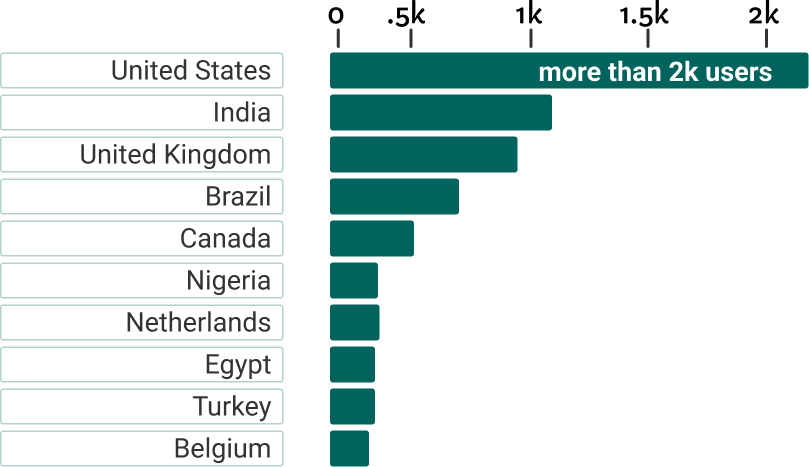 0 .5k 1k 1.5k 2k
United States more than 2k users
India
United Kingdom
Brazil
Canada
Nigeria
Netherlands
Egypt
Turkey
Belgium